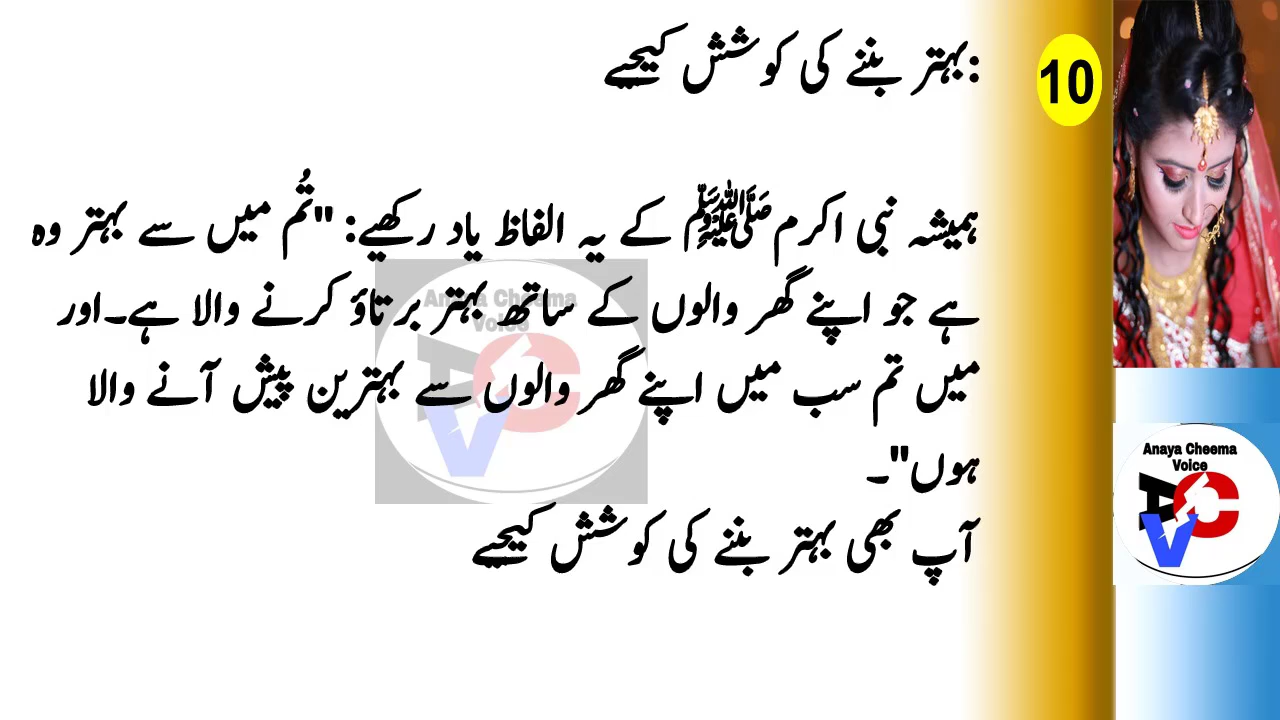 بہتر بننے کی کوشش کیجیے:
10
ہمیشہ نبی اکرمﷺ کے یہ الفاظ یاد رکھیے: "تُم میں سے بہتر وہ
ہے جو اپنے گھر والوں کے ساتھ بہتر برتاؤ کرنے والا ہے۔اور
میں تم سب میں اپنے گھر والوں سے بہترین پیش آنے والا
ہوں"۔
آپ بھی بہتر بننے کی کوشش کیجیے
Anaya Cheema
Voice
ACV
Anaya Cheema
Voice
ACV